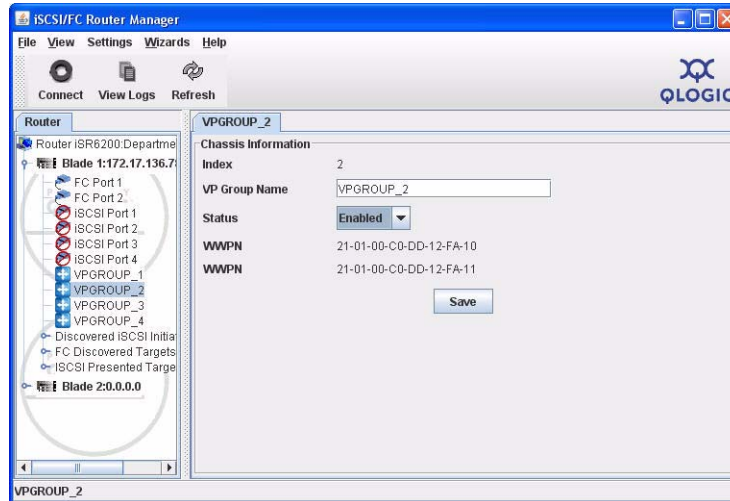 iSCSI/FC Router Manager
File View Settings Wizards Help
Connect View Logs Refresh
QLOGIC
Router
Router iSR6200:Departme
Blade 1:172.17.136.7
FC Port 1
FC Port 2
iSCSI Port 1
iSCSI Port 2
iSCSI Port 3
iSCSI Port 4
VPGROUP_1
VPGROUP_2
VPGROUP_3
VPGROUP_4
Discovered iSCSI Initia
FC Discovered Targets
ISCSI Presented Targe
Blade 2:0.0.0.0
VPGROUP_2
Chassis Information
Index 2
VP Group Name VPGROUP_2
Status Enabled
WWPN 21-01-00-C0-DD-12-FA-10
WWPN 21-01-00-C0-DD-12-FA-11
Save
VPGROUP_2